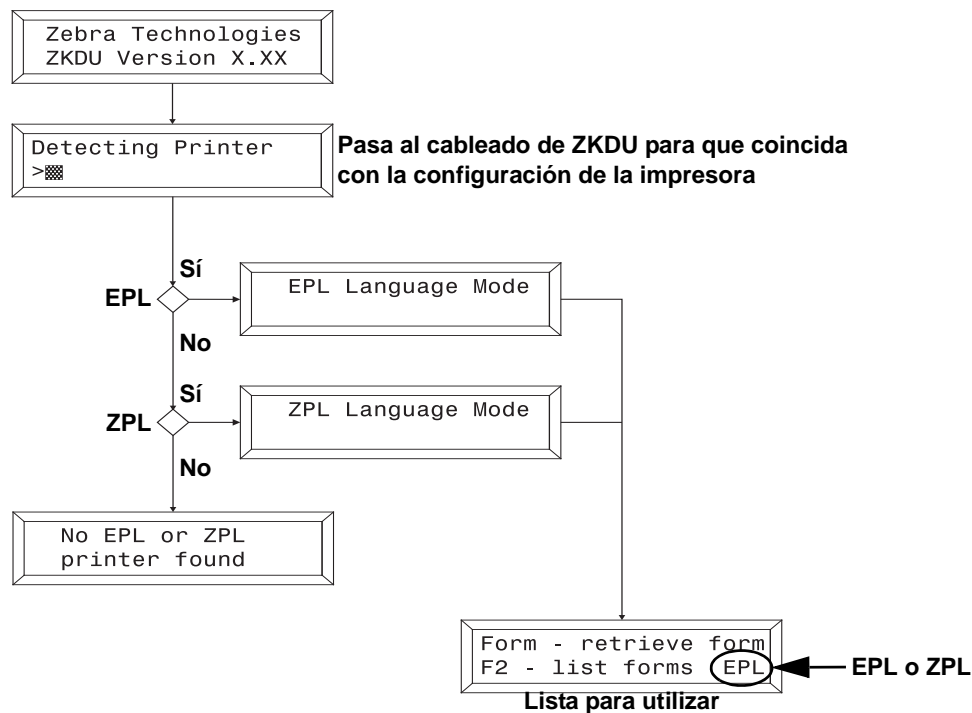 Zebra Technologies
ZKDU Version X.XX
Detecting Printer
>
Pasa al cableado de ZKDU para que coincida
con la configuración de la impresora
Sí
EPL
EPL Language Mode
No
Sí
ZPL
ZPL Language Mode
No
No EPL or ZPL
printer found
Form - retrieve form
F2 - list forms EPL
EPL o ZPL
Lista para utilizar